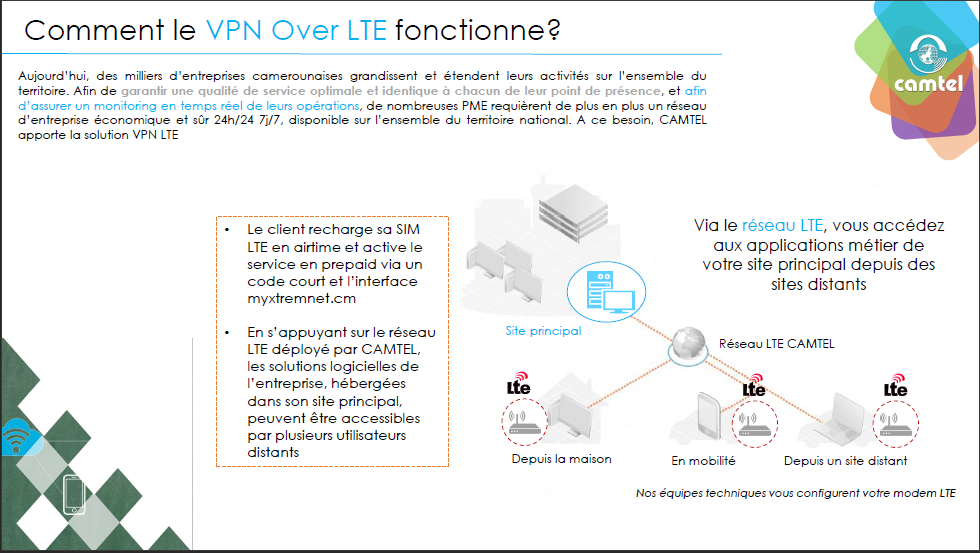 Comment le VPN Over LTE fonctionne?
camtel
Aujourd'hui, des milliers d'entreprises camerounaises grandissent et étendent leurs activités sur l'ensemble du
territoire. Afin de garantir une qualité de service optimale et identique à chacun de leur point de présence, et afin
d'assurer un monitoring en temps réel de leurs opérations, de nombreuses PME requièrent de plus en plus un réseau
d'entreprise économique et sûr 24h/24 7j/7, disponible sur l'ensemble du territoire national. A ce besoin, CAMTEL
apporte la solution VPN LTE
• Le client recharge sa SIM
LTE en airtime et active le
service en prepaid via un
code court et l'interface
myxtremnet.cm
• En s'appuyant sur le réseau
LTE déployé par CAMTEL,
les solutions logicielles de
l'entreprise, hébergées
dans son site principal,
peuvent être accessibles
par plusieurs utilisateurs
distants
Via le réseau LTE, vous accédez
aux applications métier de
votre site principal depuis des
sites distants
Site principal
Réseau LTE CAMTEL
lte
lte
lte
Depuis la maison
En mobilité
Depuis un site distant
Nos équipes techniques vous configurent votre modem LTE